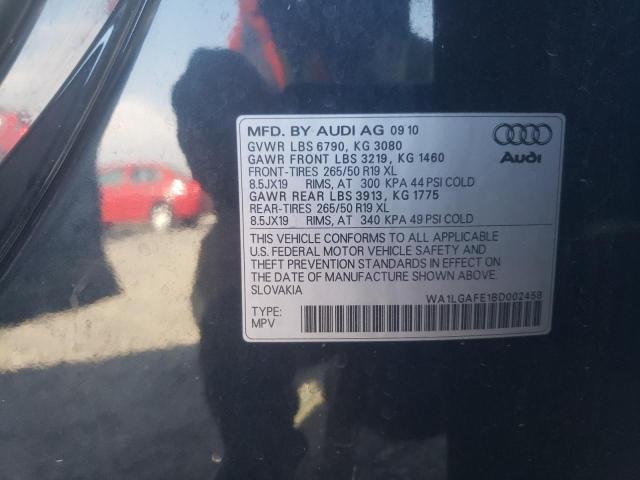 MFD. BY AUDI AG 09 10
GVWR LBS 6790, KG 3080
GAWR FRONT LBS 3219, KG 1460
FRONT-TIRES 265/50 R19 XL
8.5JX19 RIMS, AT 300 KPA 44 PSI COLD
GAWR REAR LBS 3913, KG 1775
REAR-TIRES 265/50 R19 XL
8.5JX19 RIMS, AT 340 KPA 49 PSI COLD
Audi
THIS VEHICLE CONFORMS TO ALL APPLICABLE
U.S. FEDERAL MOTOR VEHICLE SAFETY AND
THEFT PREVENTION STANDARDS IN EFFECT ON
THE DATE OF MANUFACTURE SHOWN ABOVE.
SLOVAKIA
WA1LGAFE1BD002458
TYPE:
MPV